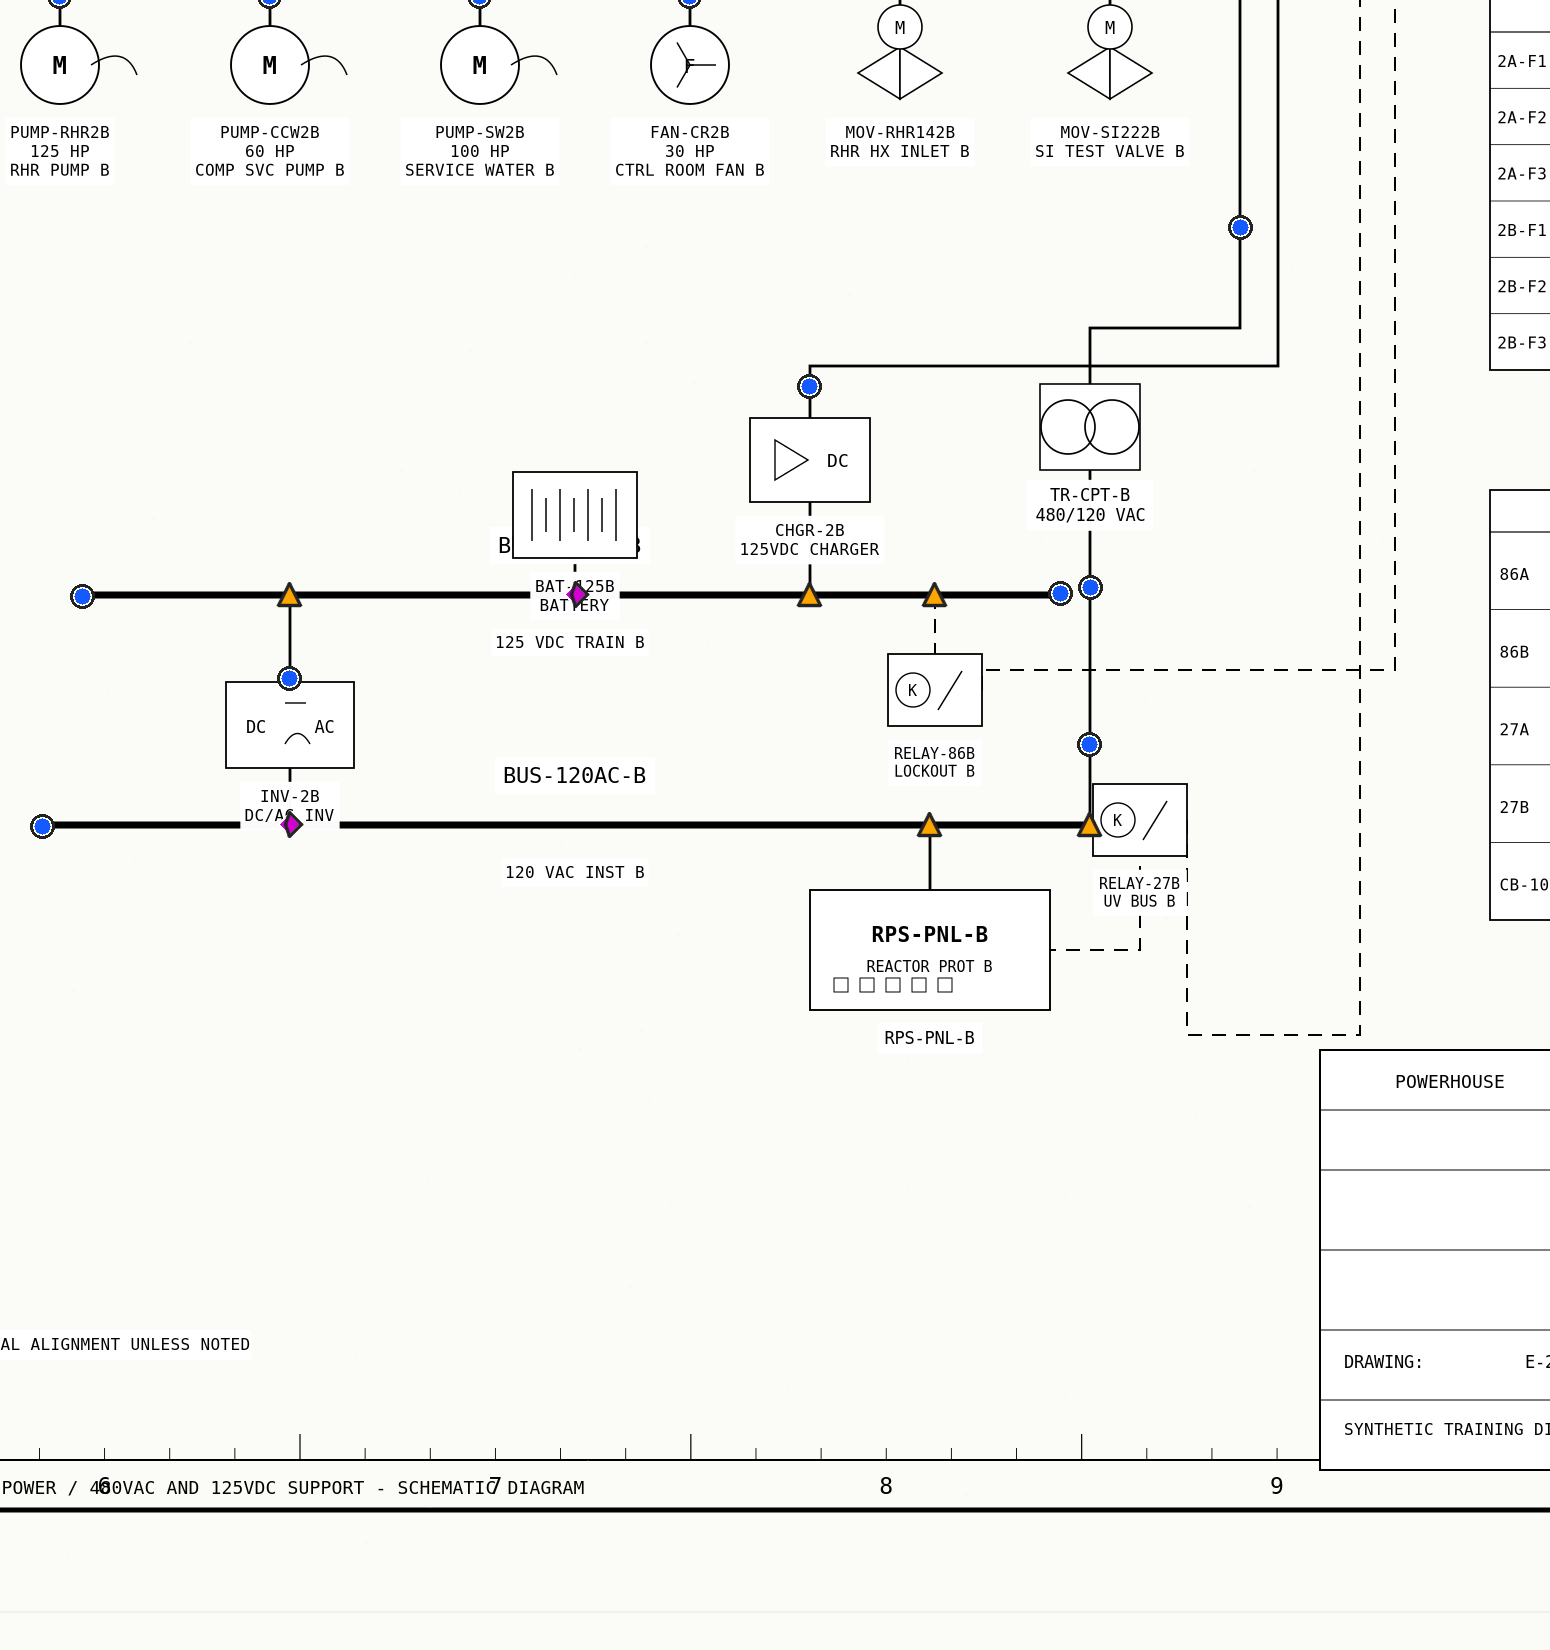 M
M
M
F
M
M
PUMP-RHR2B
125 HP
RHR PUMP B
PUMP-CCW2B
60 HP
COMP SVC PUMP B
PUMP-SW2B
100 HP
SERVICE WATER B
FAN-CR2B
30 HP
CTRL ROOM FAN B
MOV-RHR142B
RHR HX INLET B
MOV-SI222B
SI TEST VALVE B
2A-F1
2A-F2
2A-F3
2B-F1
2B-F2
2B-F3
DC
CHGR-2B
125VDC CHARGER
TR-CPT-B
480/120 VAC
BAT-125B
BATTERY
125 VDC TRAIN B
K
RELAY-86B
LOCKOUT B
DC AC
INV-2B
DC/AC INV
BUS-120AC-B
120 VAC INST B
K
RELAY-27B
UV BUS B
86A
86B
27A
27B
CB-10
RPS-PNL-B
REACTOR PROT B
RPS-PNL-B
POWERHOUSE
DRAWING: E-2
SYNTHETIC TRAINING DI
AL ALIGNMENT UNLESS NOTED
POWER / 480VAC AND 125VDC SUPPORT - SCHEMATIC DIAGRAM
6 7 8 9